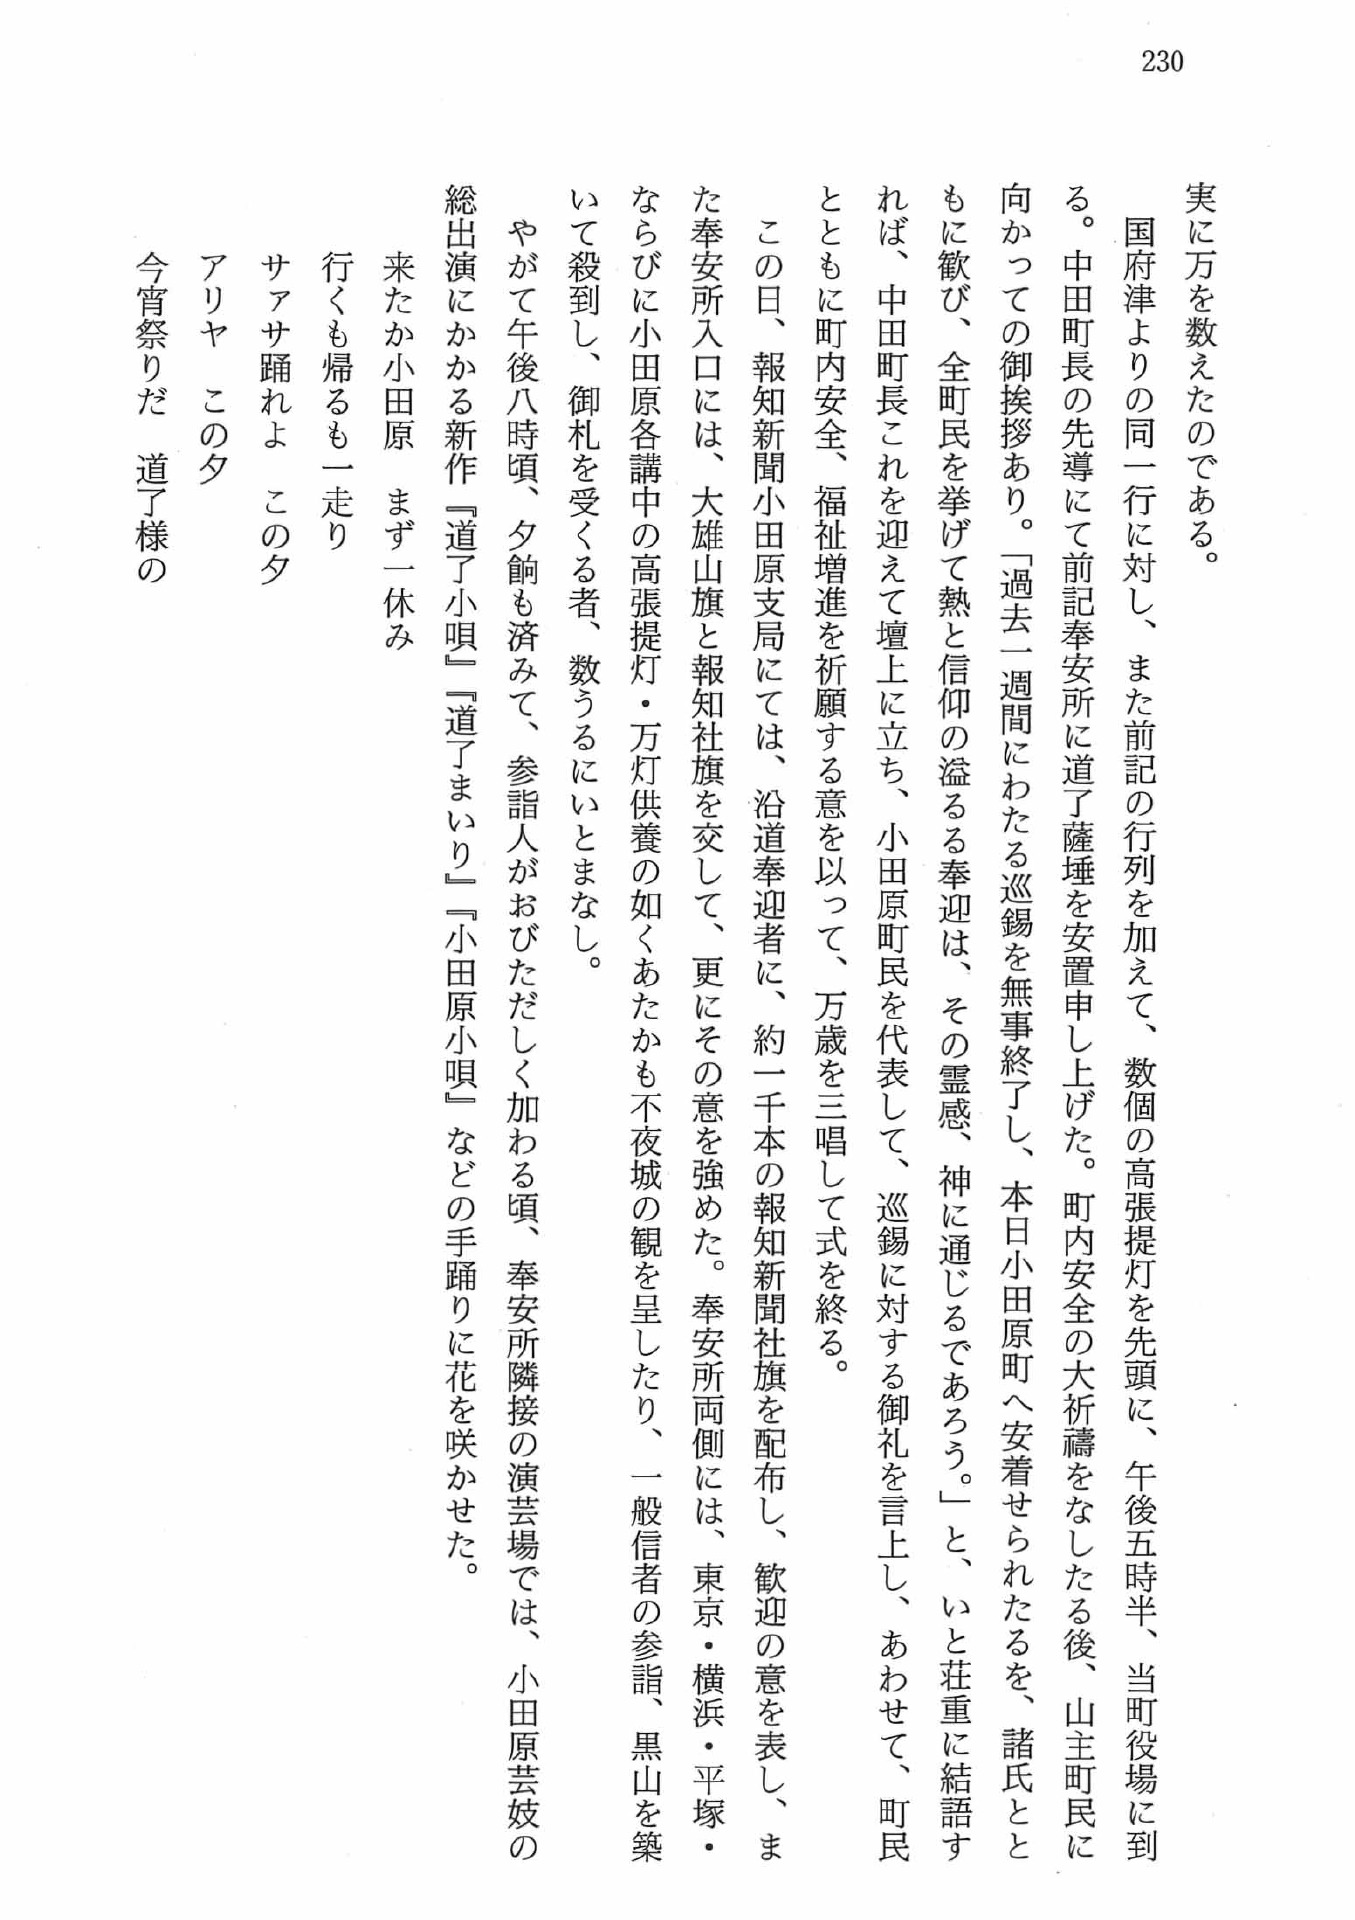 230
実に万を数えたのである。
　国府津よりの同一行に対し、また前記の行列を加えて、数個の高張提灯を先頭に、午後五時半、当町役場に到
る。中田町長の先導にて前記奉安所に道了薩埵を安置申し上げた。町内安全の大祈禱をなしたる後、山主町民に
向かっての御挨拶あり。「過去一週間にわたる巡錫を無事終了し、本日小田原町へ安着せられたるを、諸氏とと
もに歓び、全町民を挙げて熱と信仰の溢るる奉迎は、その霊感、神に通じるであろう。」と、いと荘重に結語す
れば、中田町長これを迎えて壇上に立ち、小田原町民を代表して、巡錫に対する御礼を言上し、あわせて、町民
とともに町内安全、福祉増進を祈願する意を以って、万歳を三唱して式を終る。
　この日、報知新聞小田原支局にては、沿道奉迎者に、約一千本の報知新聞社旗を配布し、歓迎の意を表し、ま
た奉安所入口には、大雄山旗と報知社旗を交して、更にその意を強めた。奉安所両側には、東京・横浜・平塚・
ならびに小田原各講中の高張提灯・万灯供養の如くあたかも不夜城の観を呈したり、一般信者の参詣、黒山を築
いて殺到し、御札を受くる者、数うるにいとまなし。
　やがて午後八時頃、夕餉も済みて、参詣人がおびただしく加わる頃、奉安所隣接の演芸場では、小田原芸妓の
総出演にかかる新作『道了小唄』『道了まいり』『小田原小唄』などの手踊りに花を咲かせた。
来たか小田原　まず一休み
行くも帰るも一走り
サァサ踊れよ　この夕
アリヤ　この夕
今宵祭りだ　道了様の